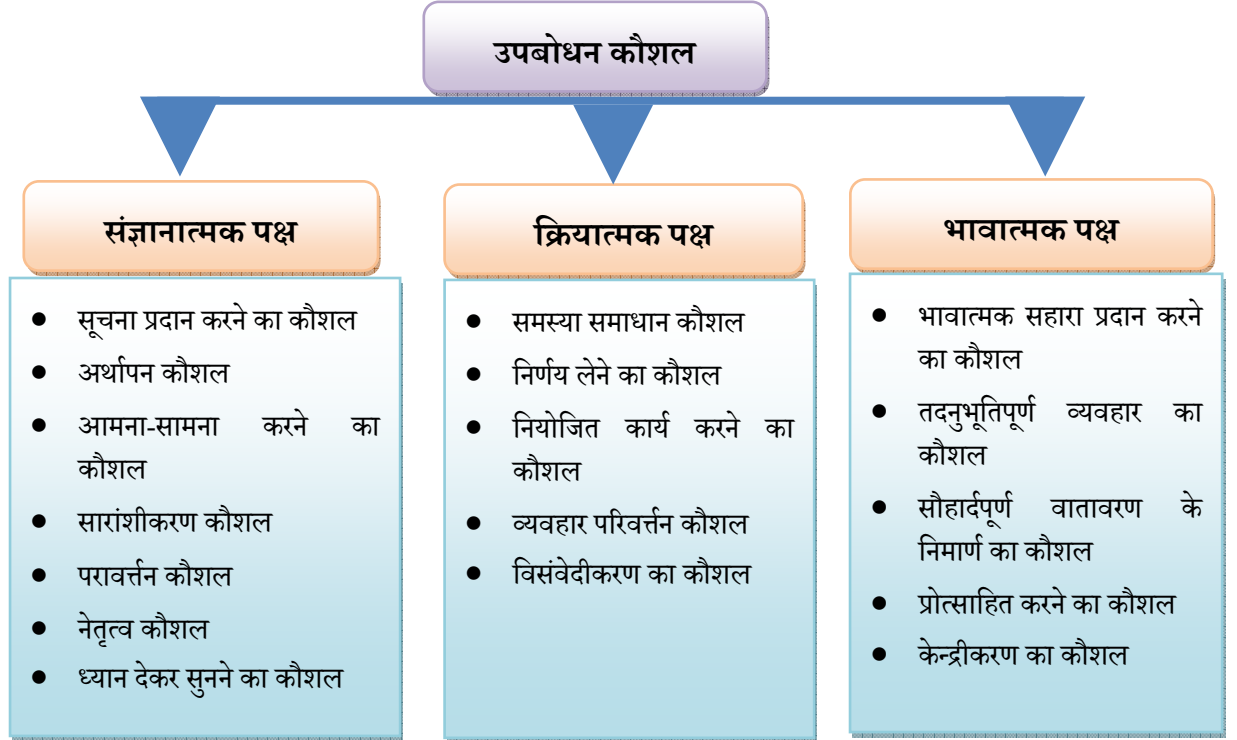 उपबोधन कौशल
संज्ञानात्मक पक्ष
● सूचना प्रदान करने का कौशल
● अर्थापन कौशल
● आमना-सामना करने का
कौशल
● सारांशीकरण कौशल
● परावर्त्तन कौशल
● नेतृत्व कौशल
● ध्यान देकर सुनने का कौशल
क्रियात्मक पक्ष
● समस्या समाधान कौशल
● निर्णय लेने का कौशल
● नियोजित कार्य करने का
कौशल
● व्यवहार परिवर्त्तन कौशल
● विसंवेदीकरण का कौशल
भावात्मक पक्ष
● भावात्मक सहारा प्रदान करने
का कौशल
● तदनुभूतिपूर्ण व्यवहार का
कौशल
● सौहार्दपूर्ण वातावरण के
निमार्ण का कौशल
● प्रोत्साहित करने का कौशल
● केन्द्रीकरण का कौशल